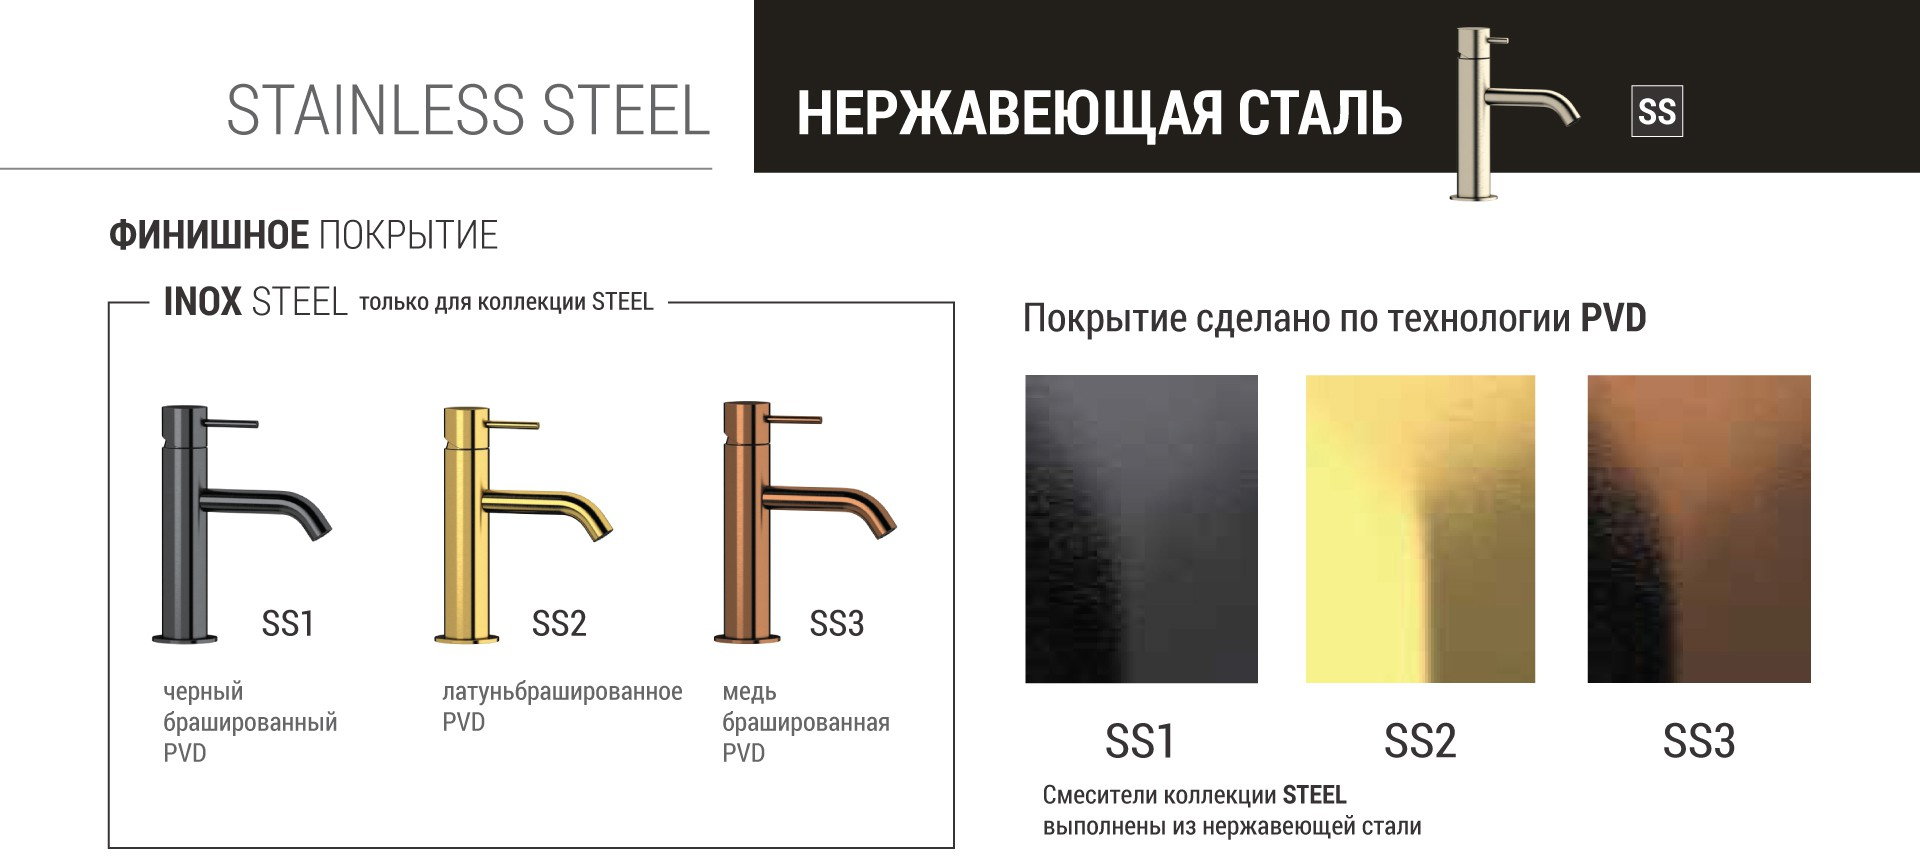 STAINLESS STEEL
НЕРЖАВЕЮЩАЯ СТАЛЬ
SS
ФИНИШНОЕ ПОКРЫТИЕ
INOX STEEL только для коллекции STEEL
SS1
черный
брашированный
PVD
SS2
латуньбрашированное
PVD
SS3
медь
брашированная
PVD
Покрытие сделано по технологии PVD
SS1
SS2
SS3
Смесители коллекции STEEL
выполнены из нержавеющей стали